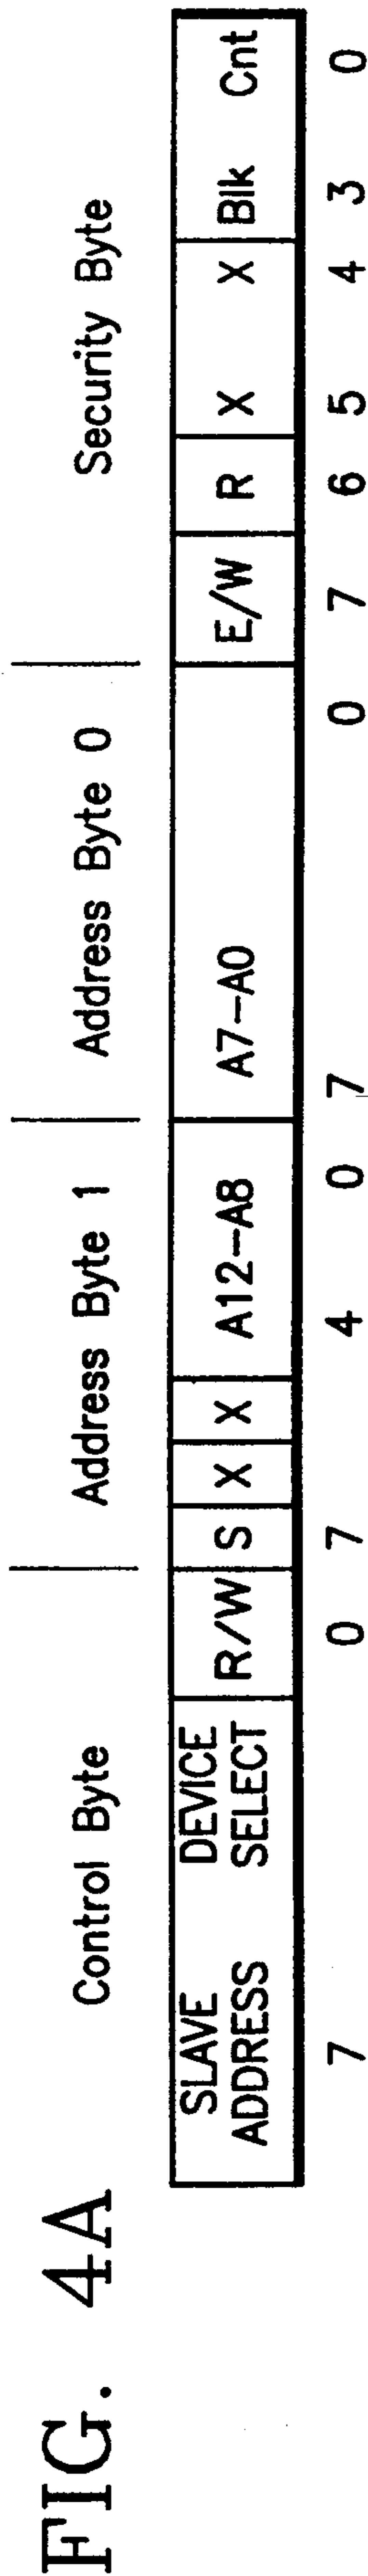 FIG. 4A
Control Byte Address Byte 1 Address Byte 0 Security Byte
SLAVE ADDRESS DEVICE SELECT R/W S X X A12-A8 A7-A0 E/W R X X Blk Cnt
7 0 7 4 0 7 0 7 6 5 4 3 0